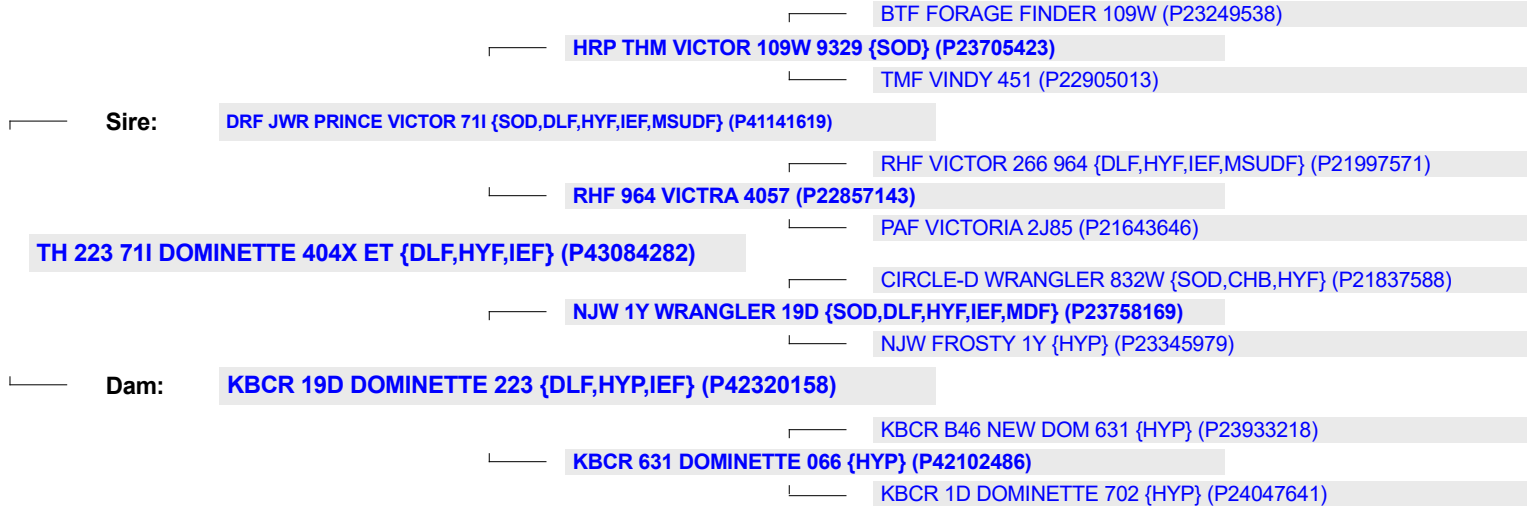 BTF FORAGE FINDER 109W (P23249538)
HRP THM VICTOR 109W 9329 {SOD} (P23705423)
TMF VINDY 451 (P22905013)
Sire: DRF JWR PRINCE VICTOR 71I {SOD,DLF,HYF,IEF,MSUDF} (P41141619)
RHF VICTOR 266 964 {DLF,HYF,IEF,MSUDF} (P21997571)
RHF 964 VICTRA 4057 (P22857143)
PAF VICTORIA 2J85 (P21643646)
TH 223 71I DOMINETTE 404X ET {DLF,HYF,IEF} (P43084282)
CIRCLE-D WRANGLER 832W {SOD,CHB,HYF} (P21837588)
NJW 1Y WRANGLER 19D {SOD,DLF,HYF,IEF,MDF} (P23758169)
NJW FROSTY 1Y {HYP} (P23345979)
Dam: KBCR 19D DOMINETTE 223 {DLF,HYP,IEF} (P42320158)
KBCR B46 NEW DOM 631 {HYP} (P23933218)
KBCR 631 DOMINETTE 066 {HYP} (P42102486)
KBCR 1D DOMINETTE 702 {HYP} (P24047641)